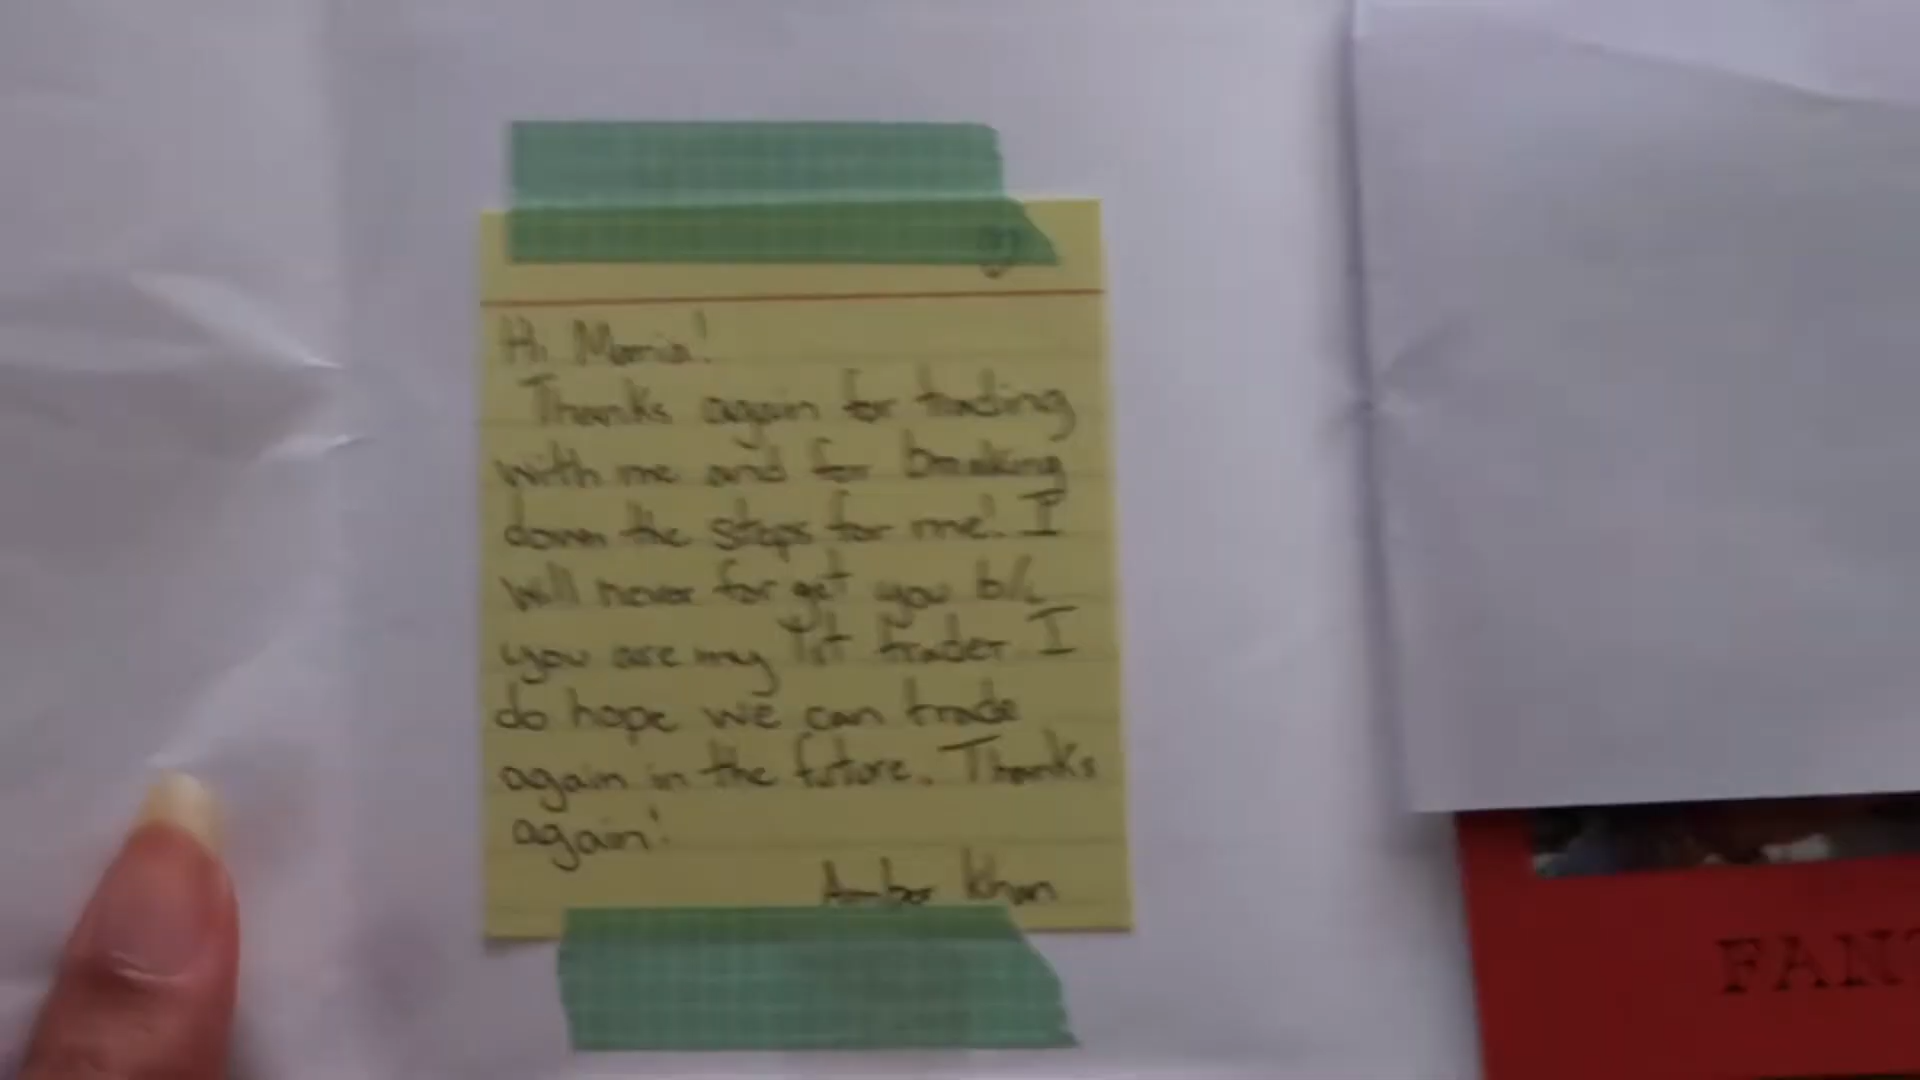 Hi Maria!
Thanks again for trading
with me and for breaking
down the steps for me! I
will never forget you b/c
you are my 1st trader I
do hope we can trade
again in the future. Thanks
again!
Amber Khan
FANT